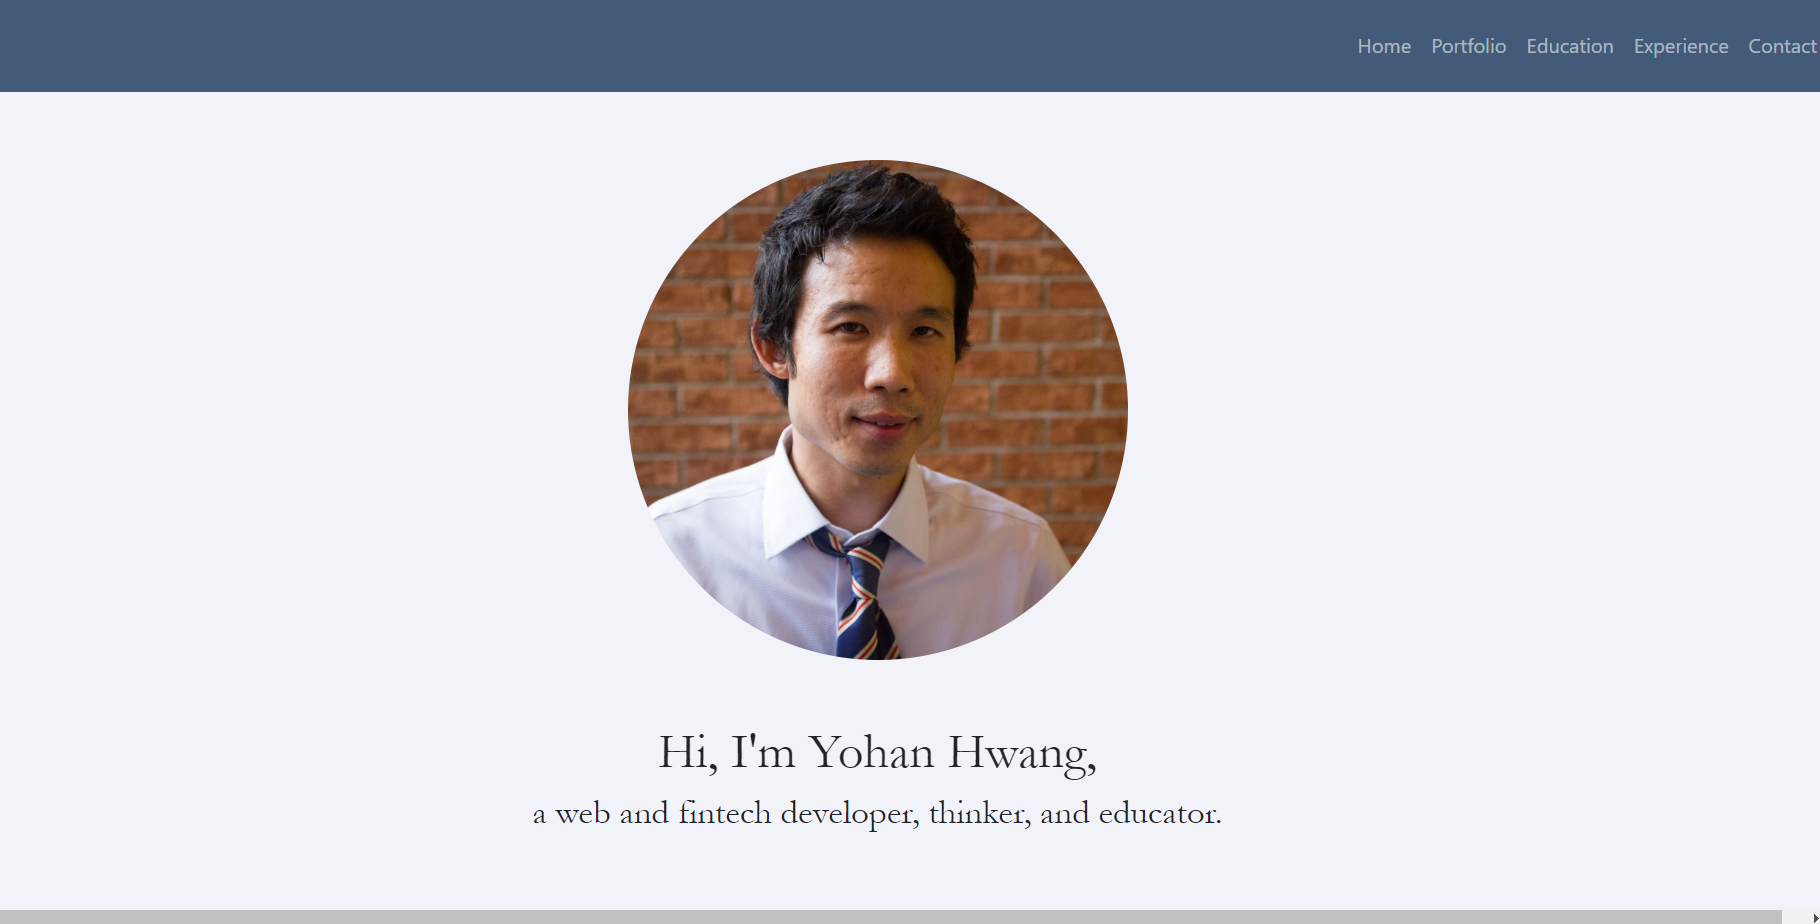 Home Portfolio Education Experience Contact
Hi, I'm Yohan Hwang,
a web and fintech developer, thinker, and educator.